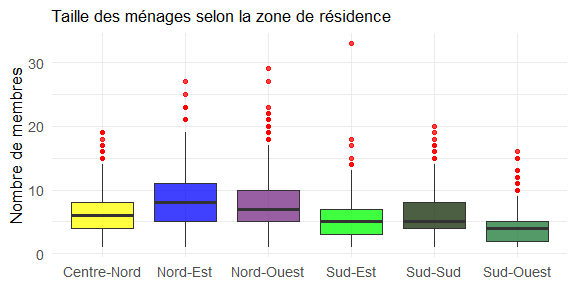 Taille des ménages selon la zone de résidence
Nombre de membres
30
20
10
0
Centre-Nord Nord-Est Nord-Ouest Sud-Est Sud-Sud Sud-Ouest